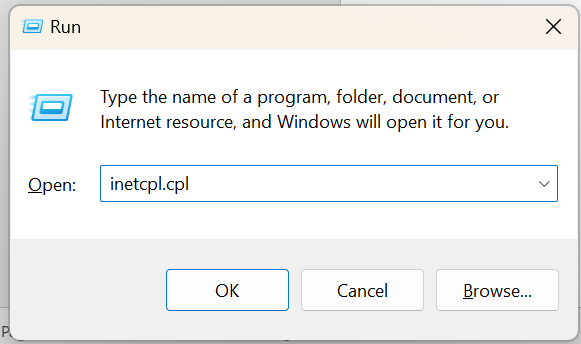 Run
Type the name of a program, folder, document, or
Internet resource, and Windows will open it for you.
Open:
inetcpl.cpl
OK
Cancel
Browse...